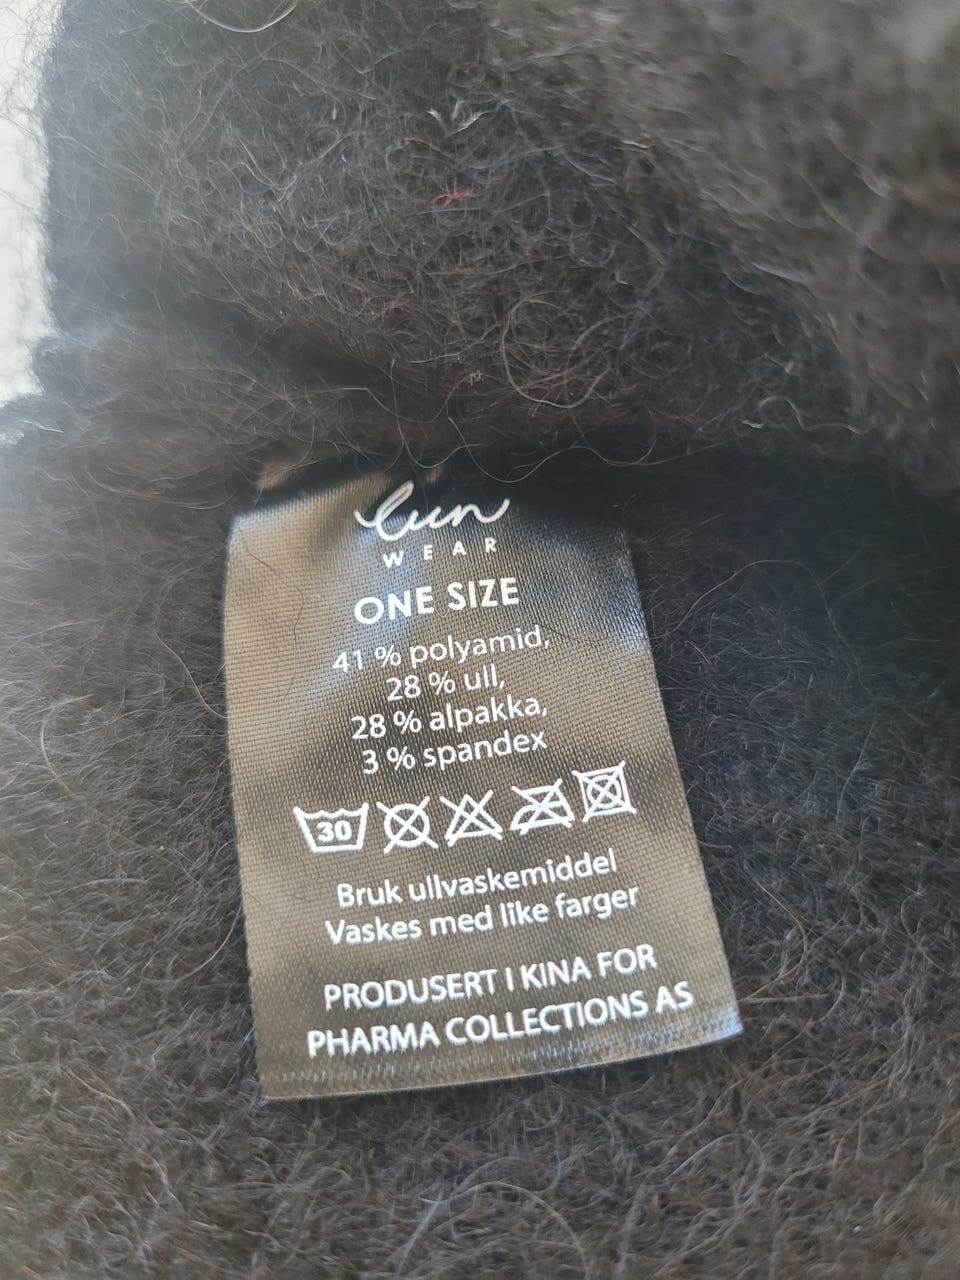 lun
WEAR
ONE SIZE
41 % polyamid,
28 % ull,
28 % alpakka,
3 % spandex
30
Bruk ullvaskemiddel
Vaskes med like farger
PRODUSERT I KINA FOR
PHARMA COLLECTIONS AS